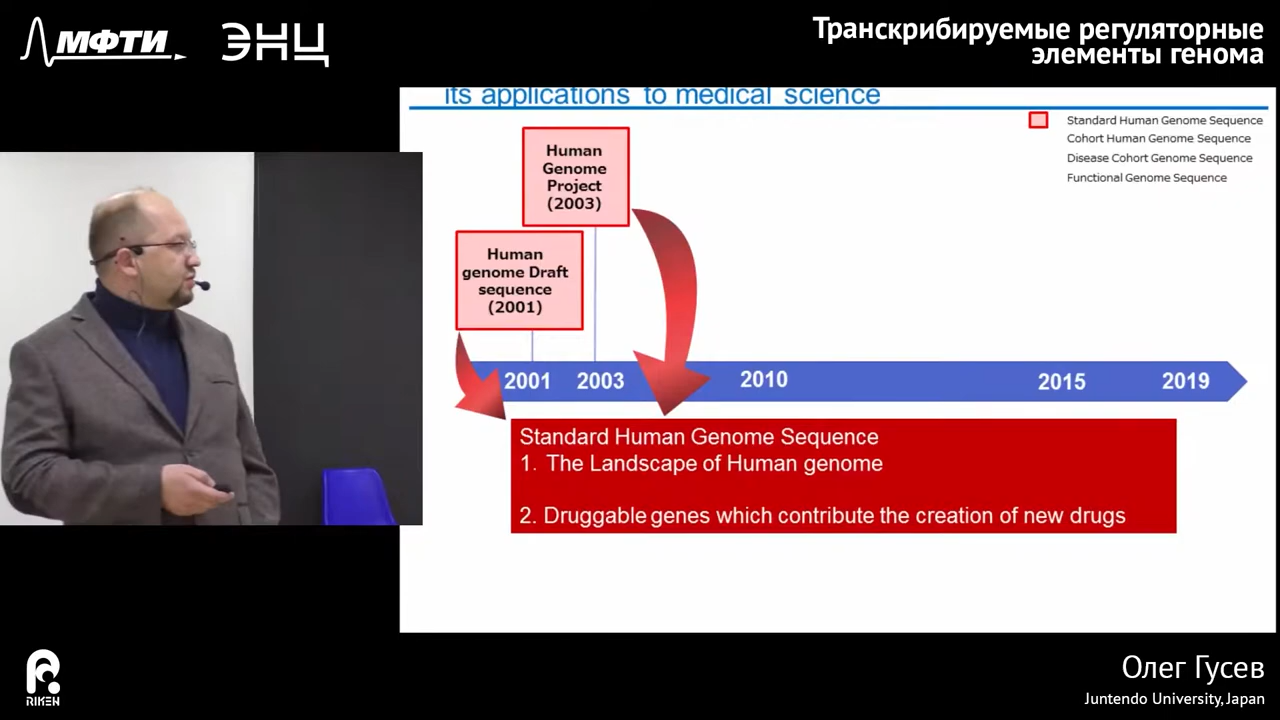 МФТИ
ЭНЦ
Транскрибируемые регуляторные
элементы генома
its applications to medical science
Standard Human Genome Sequence
Cohort Human Genome Sequence
Disease Cohort Genome Sequence
Functional Genome Sequence
Human
Genome
Project
(2003)
Human
genome Draft
sequence
(2001)
2001
2003
2010
2015
2019
Standard Human Genome Sequence
1. The Landscape of Human genome
2. Druggable genes which contribute the creation of new drugs
RIKEN
Олег Гусев
Juntendo University, Japan